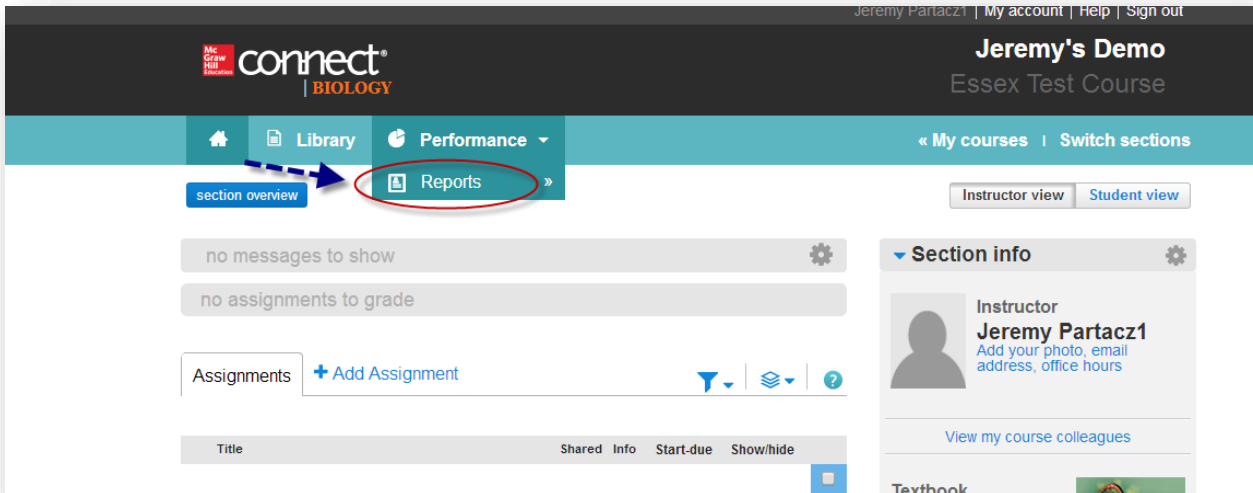 Jeremy Partacz1 | My account | Help | Sign out
Mc Graw Hill Education
connect®
| BIOLOGY
Jeremy's Demo
Essex Test Course
Library
Performance
« My courses | Switch sections
Reports »
section overview
Instructor view Student view
no messages to show
Section info
no assignments to grade
Instructor
Jeremy Partacz1
Add your photo, email
address, office hours
Assignments + Add Assignment ?
View my course colleagues
Title Shared Info Start-due Show/hide
Textbook